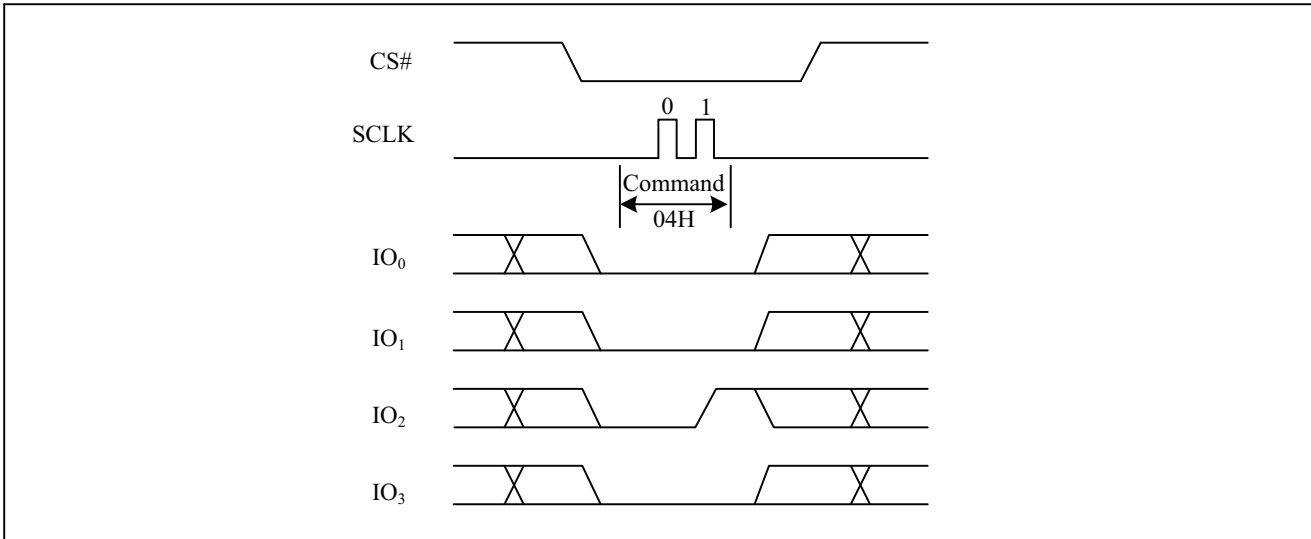 CS#
0 1
SCLK
Command
04H
IO₀
IO₁
IO₂
IO₃